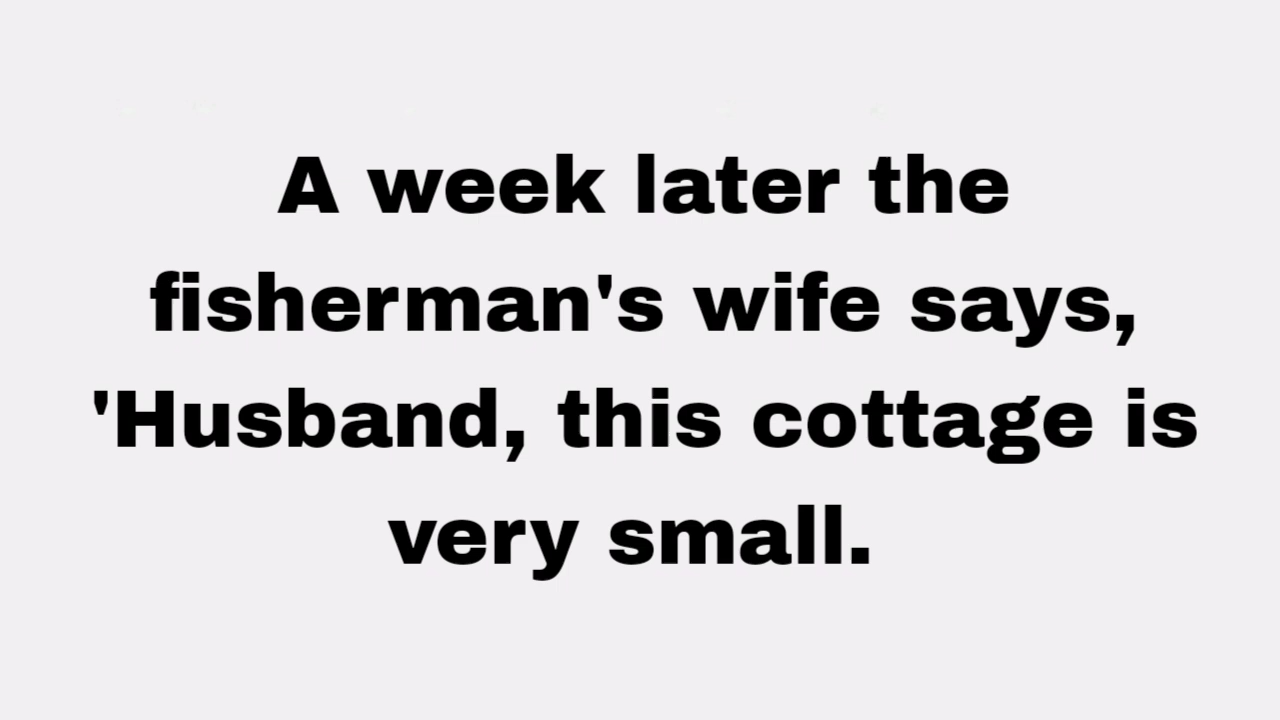 A week later the
fisherman's wife says,
'Husband, this cottage is
very small.